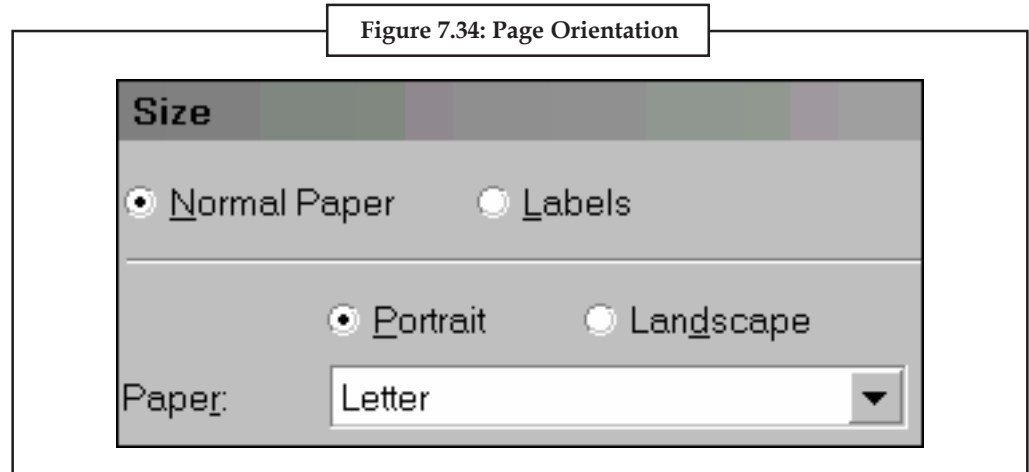 Figure 7.34: Page Orientation
Size
Normal Paper Labels
Portrait Landscape
Paper: Letter